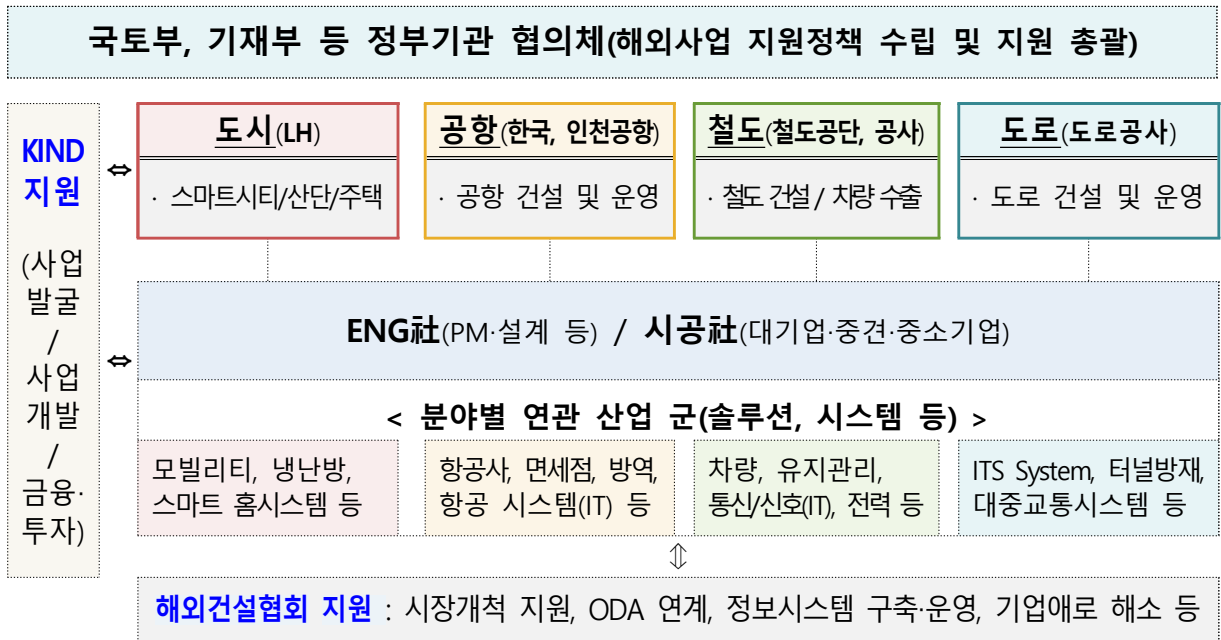 국토부, 기재부 등 정부기관 협의체(해외사업 지원정책 수립 및 지원 총괄)
KIND
지원
(사업
발굴
/
사업
개발
/
금융·
투자)
⇔
⇔
도시(LH)
· 스마트시티/산단/주택
공항(한국, 인천공항)
· 공항 건설 및 운영
철도(철도공단, 공사)
· 철도 건설 / 차량 수출
도로(도로공사)
· 도로 건설 및 운영
ENG社(PM·설계 등) / 시공社(대기업·중견·중소기업)
< 분야별 연관 산업 군(솔루션, 시스템 등) >
모빌리티, 냉난방,
스마트 홈시스템 등
항공사, 면세점, 방역,
항공 시스템(IT) 등
차량, 유지관리,
통신/신호(IT), 전력 등
ITS System, 터널방재,
대중교통시스템 등
⇕
해외건설협회 지원 : 시장개척 지원, ODA 연계, 정보시스템 구축·운영, 기업애로 해소 등